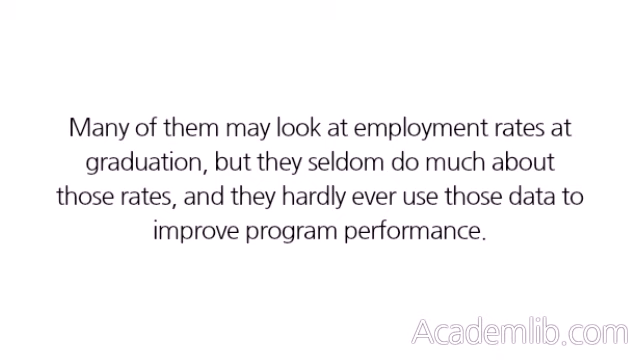 Many of them may look at employment rates at
graduation, but they seldom do much about
those rates, and they hardly ever use those data to
improve program performance.
Academlib.com